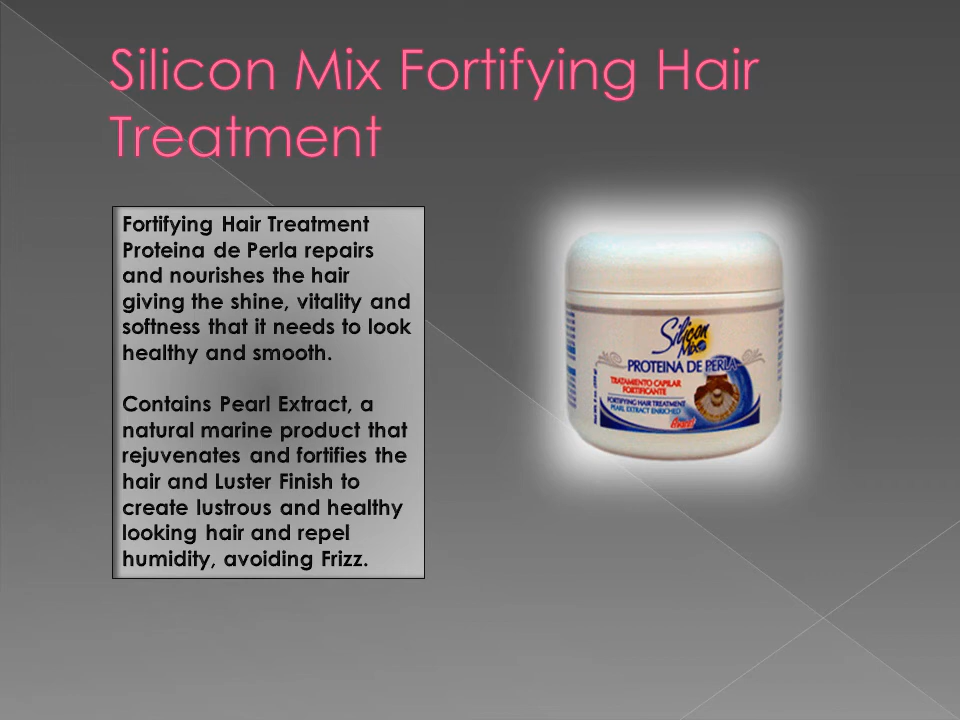 Silicon Mix Fortifying Hair
Treatment
Fortifying Hair Treatment
Proteina de Perla repairs
and nourishes the hair
giving the shine, vitality and
softness that it needs to look
healthy and smooth.
Contains Pearl Extract, a
natural marine product that
rejuvenates and fortifies the
hair and Luster Finish to
create lustrous and healthy
looking hair and repel
humidity, avoiding Frizz.
Silicon
Mix
PROTEINA DE PERLA
TRATAMIENTO CAPILAR
FORTIFICANTE
FORTIFYING HAIR TREATMENT
PEARL EXTRACT ENRICHED